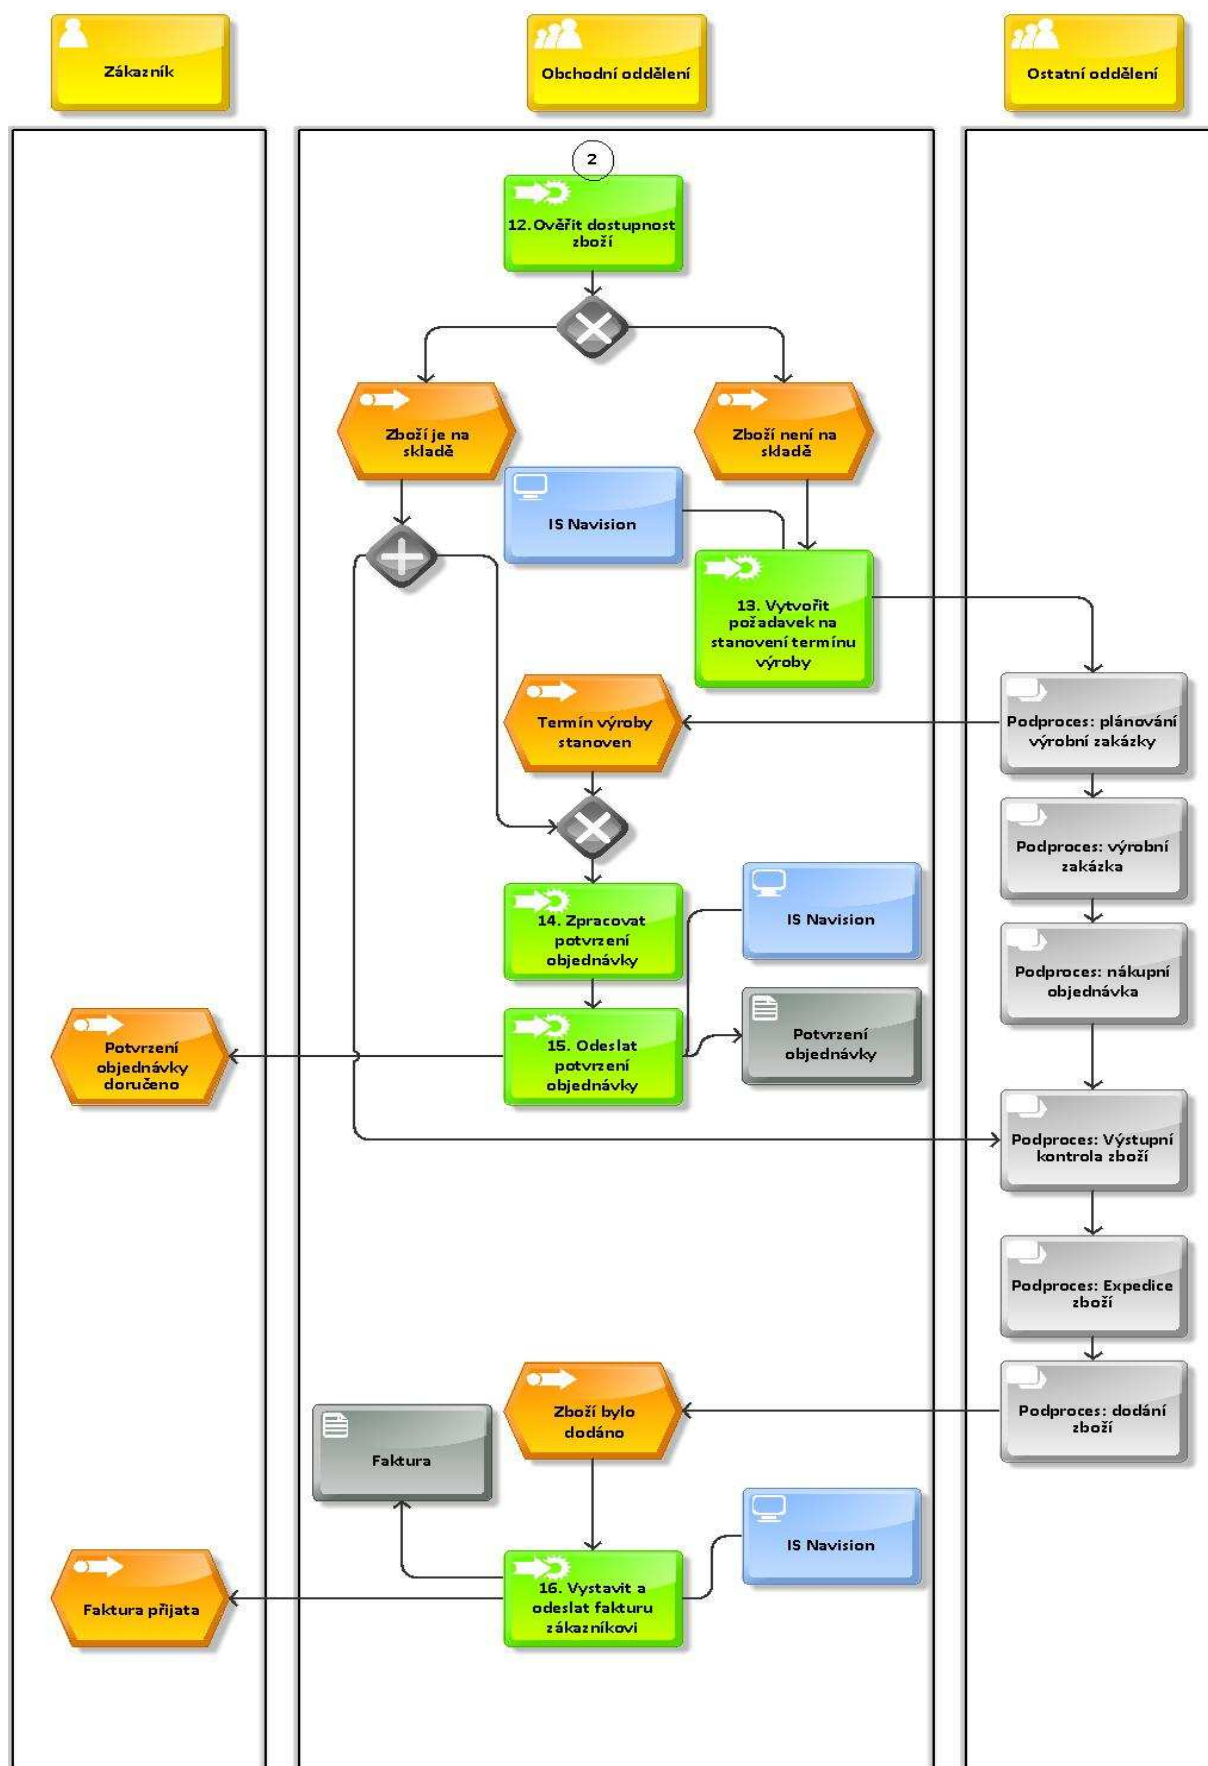 Zákazník
Obchodní oddělení
Ostatní oddělení
2
12.Ověřit dostupnost
zboží
Zboží je na
skladě
Zboží není na
skladě
IS Navision
13. Vytvořit
požadavek na
stanovení termínu
výroby
Termín výroby
stanoven
Podproces: plánování
výrobní zakázky
Podproces: výrobní
zakázka
14. Zpracovat
potvrzení
objednávky
IS Navision
Podproces: nákupní
objednávka
Potvrzení
objednávky
doručeno
15. Odeslat
potvrzení
objednávky
Potvrzení
objednávky
Podproces: Výstupní
kontrola zboží
Podproces: Expedice
zboží
Zboží bylo
dodáno
Podproces: dodání
zboží
Faktura
IS Navision
Faktura přijata
16. Vystavit a
odeslat fakturu
zákazníkovi